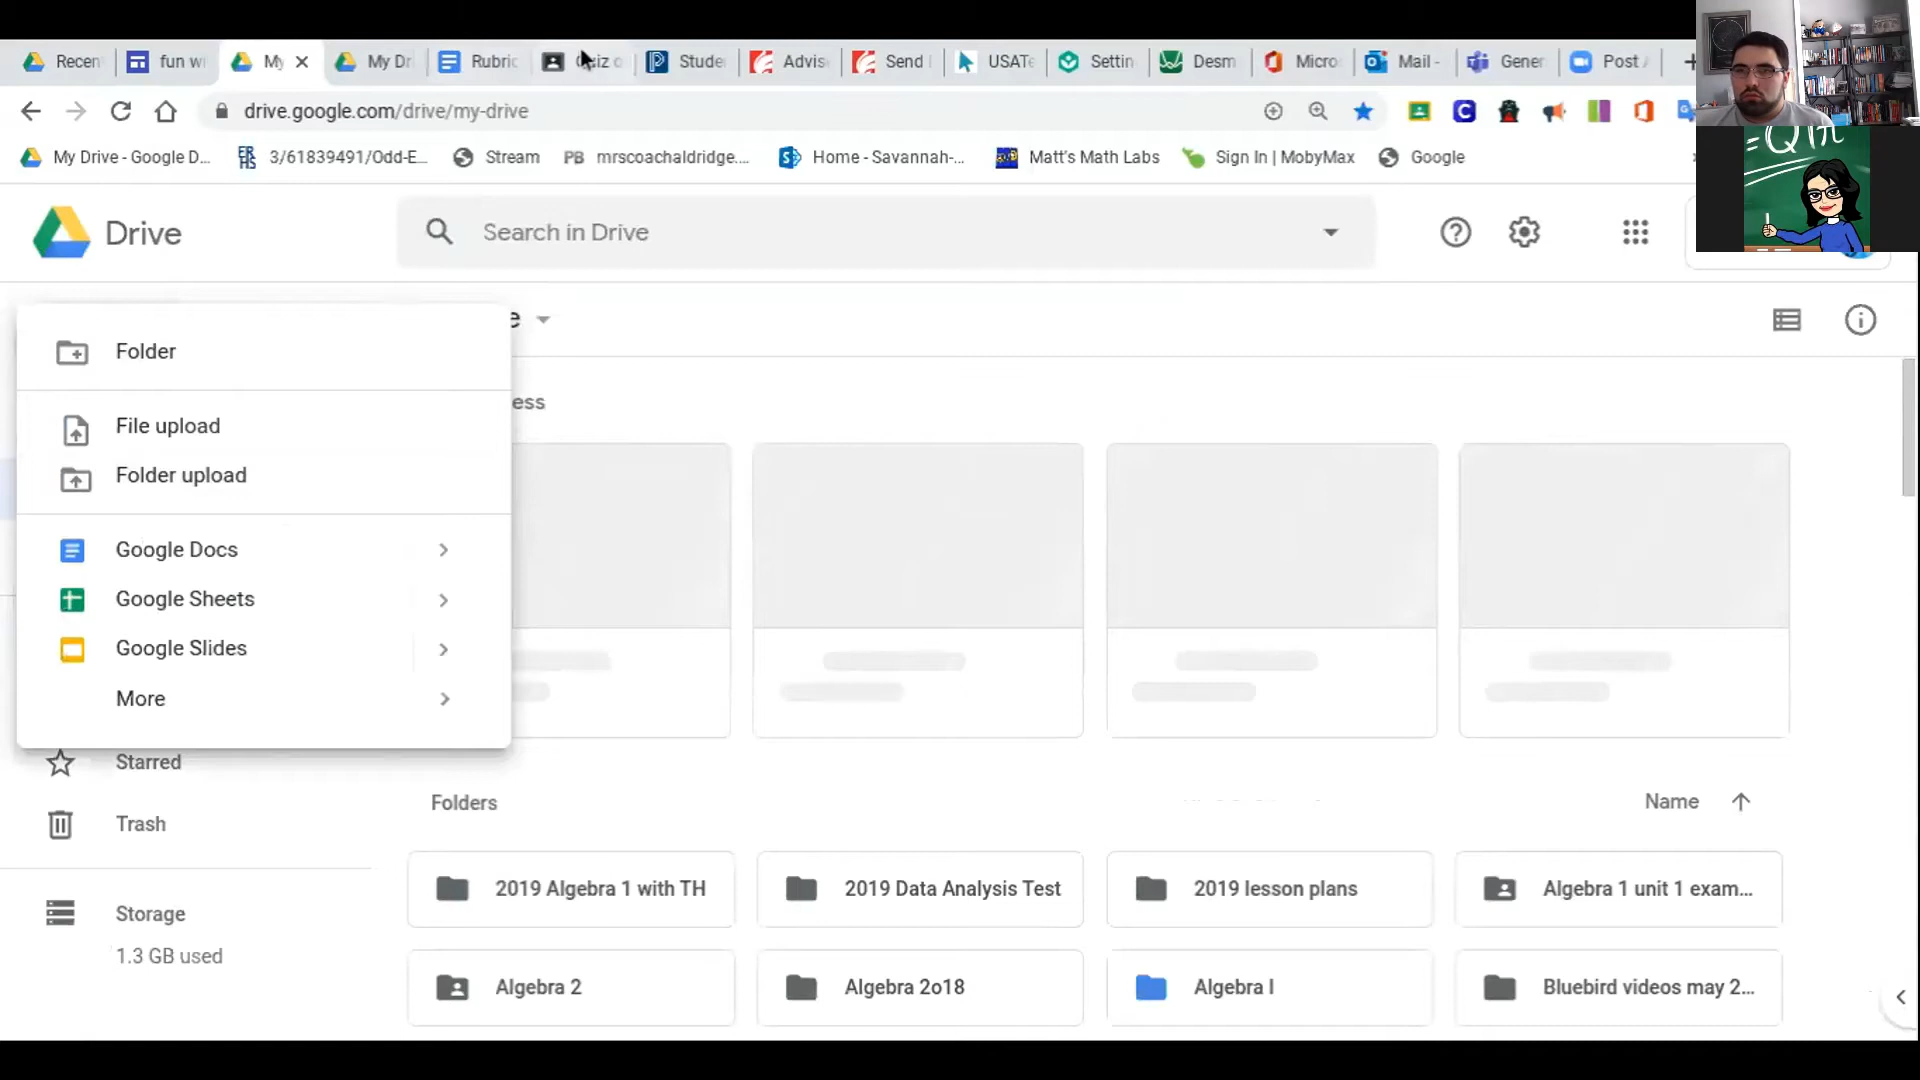 Recen
fun wi
My
My Dr
Rubric
Quiz o
Stude
Advis
Send
USATe
Settin
Desm
Micro
Mail -
Gener
Post
drive.google.com/drive/my-drive
My Drive - Google D...
3/61839491/Odd-E...
Stream
PB mrscoachaldridge....
Home - Savannah-...
Matt's Math Labs
Sign In | MobyMax
Google
Drive
Search in Drive
e
Folder
ess
File upload
Folder upload
Google Docs
Google Sheets
Google Slides
More
Starred
Trash
Storage
1.3 GB used
Folders
Name
2019 Algebra 1 with TH
2019 Data Analysis Test
2019 lesson plans
Algebra 1 unit 1 exam...
Algebra 2
Algebra 2o18
Algebra I
Bluebird videos may 2...